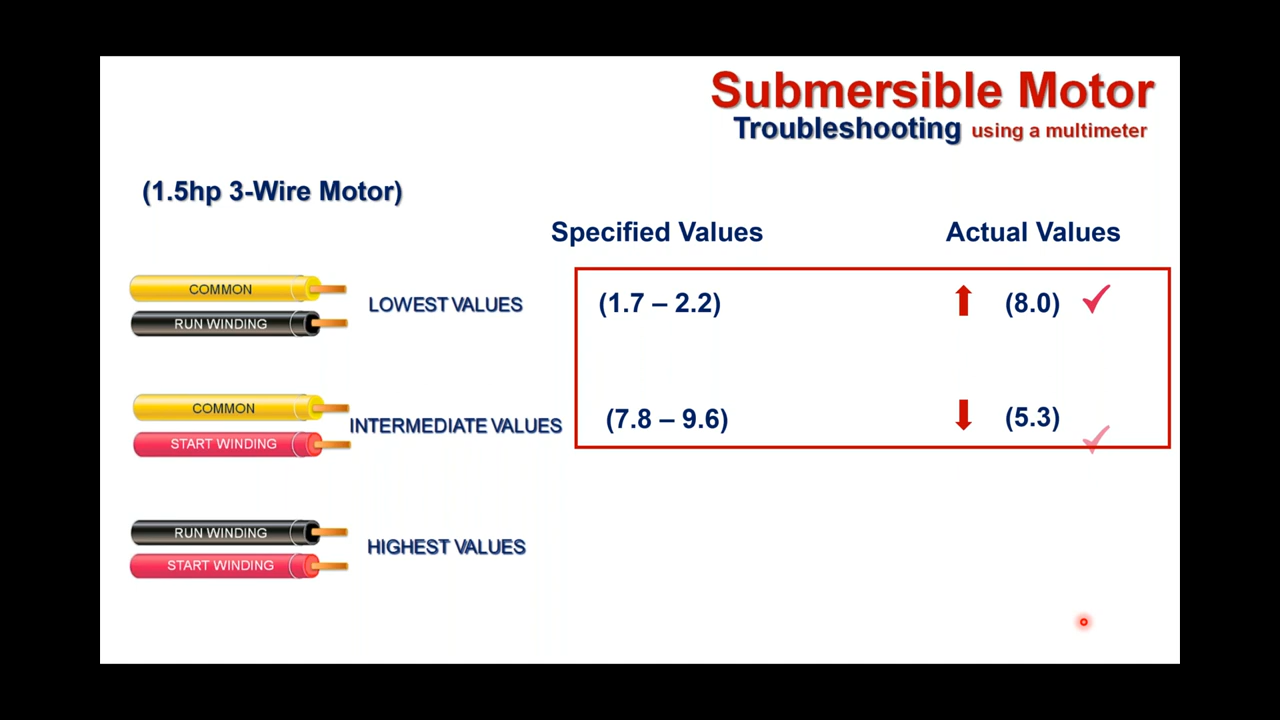 Submersible Motor
Troubleshooting using a multimeter
(1.5hp 3-Wire Motor)
Specified Values Actual Values
COMMON
RUN WINDING
LOWEST VALUES (1.7 – 2.2) (8.0)
COMMON
START WINDING
INTERMEDIATE VALUES (7.8 – 9.6) (5.3)
RUN WINDING
START WINDING
HIGHEST VALUES